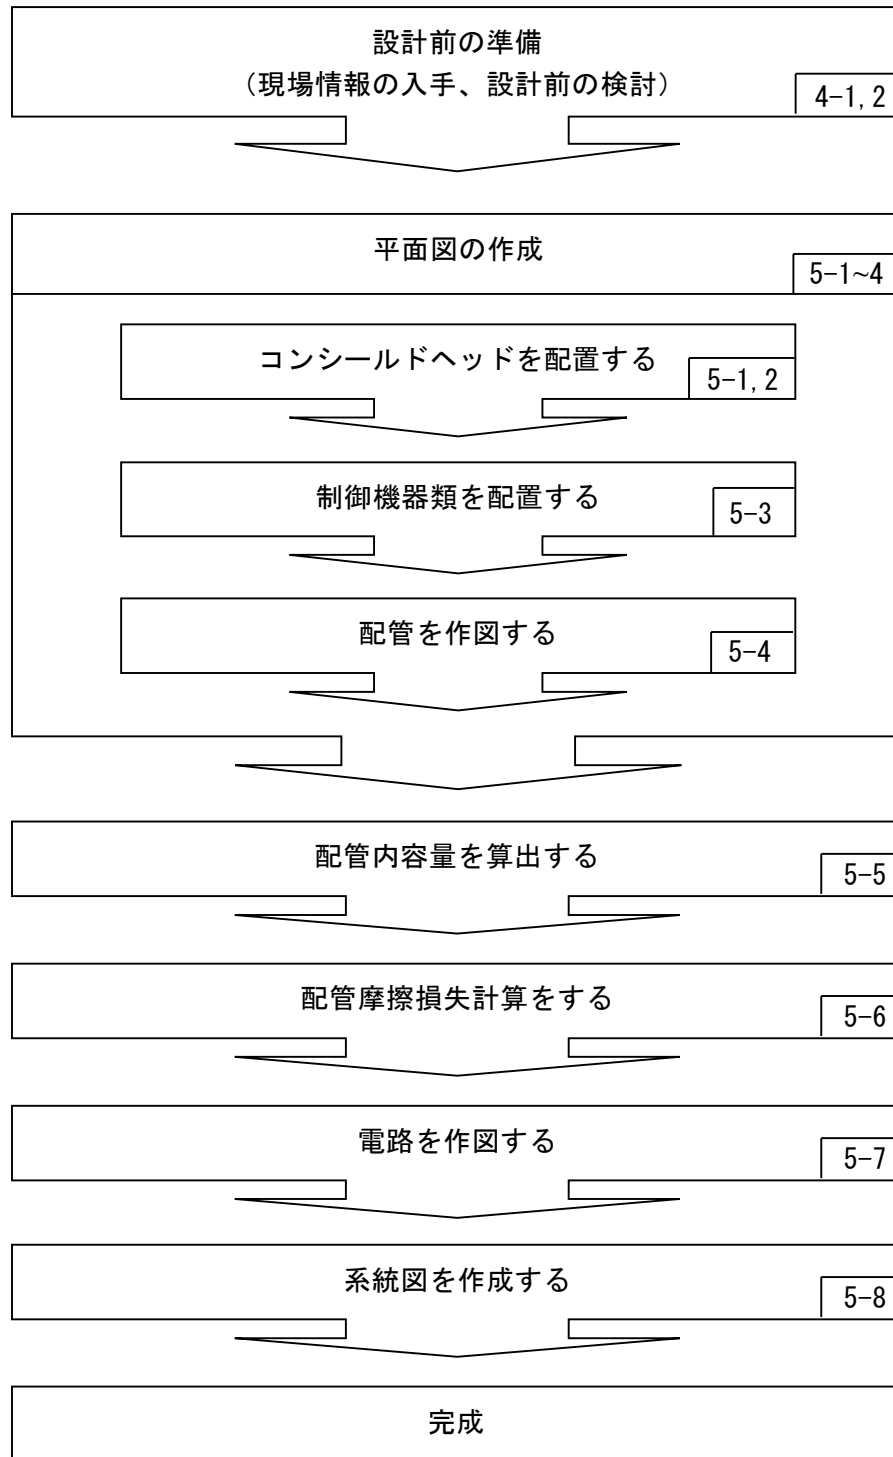 設計前の準備
（現場情報の入手、設計前の検討）
4-1, 2
平面図の作成
5-1~4
コンシールドヘッドを配置する
5-1, 2
制御機器類を配置する
5-3
配管を作図する
5-4
配管内容量を算出する
5-5
配管摩擦損失計算をする
5-6
電路を作図する
5-7
系統図を作成する
5-8
完成